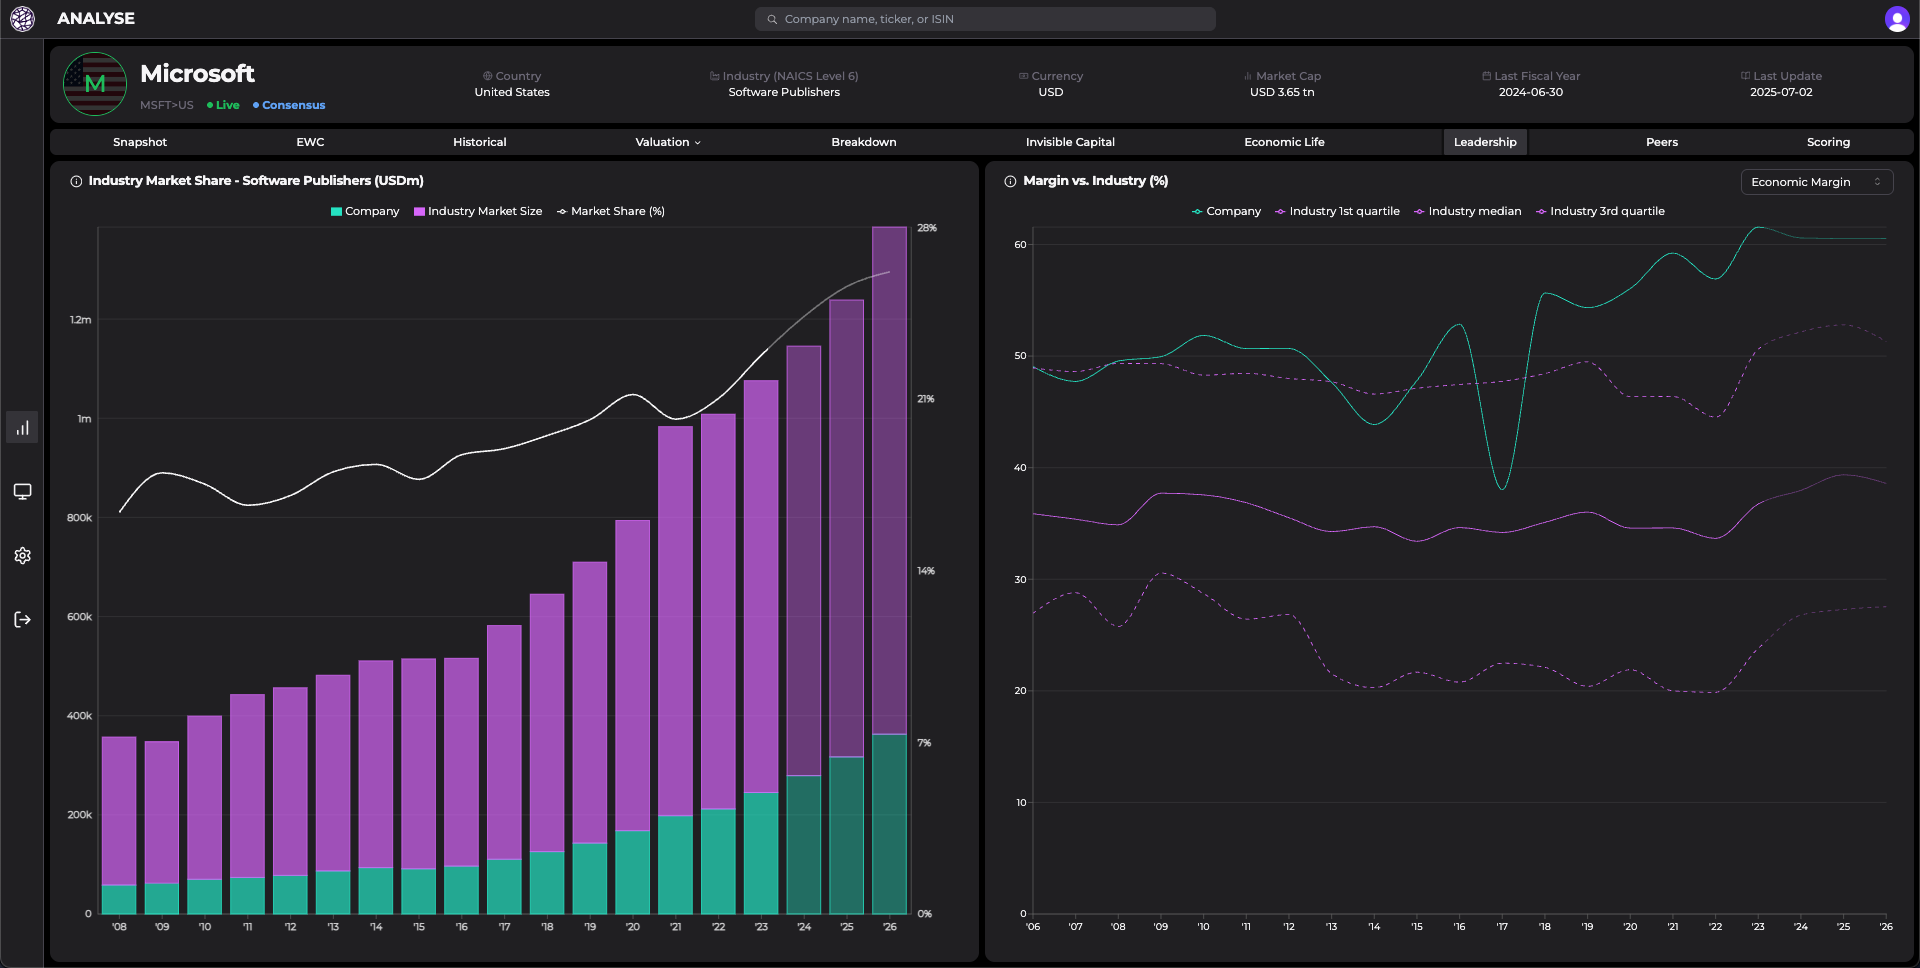 ANALYSE
Company name, ticker, or ISIN
M
Microsoft
MSFT>US Live Consensus
Country
United States
Industry (NAICS Level 6)
Software Publishers
Currency
USD
Market Cap
USD 3.65 tn
Last Fiscal Year
2024-06-30
Last Update
2025-07-02
Snapshot EWC Historical Valuation Breakdown Invisible Capital Economic Life Leadership Peers Scoring
Industry Market Share - Software Publishers (USDm)
Company Industry Market Size Market Share (%)
28%
1.2m
1m
21%
800k
14%
600k
400k
7%
200k
0 0%
'08 '09 '10 '11 '12 '13 '14 '15 '16 '17 '18 '19 '20 '21 '22 '23 '24 '25 '26
Margin vs. Industry (%)
Economic Margin
Company Industry 1st quartile Industry median Industry 3rd quartile
60
50
40
30
20
10
0
'06 '07 '08 '09 '10 '11 '12 '13 '14 '15 '16 '17 '18 '19 '20 '21 '22 '23 '24 '25 '26